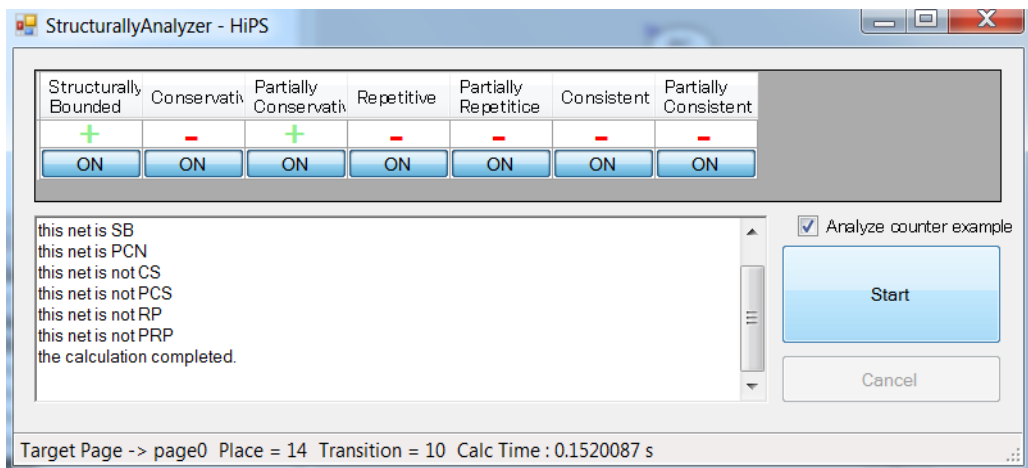 StructurallyAnalyzer - HiPS
Structurally Bounded Conservativ Partially Conservativ Repetitive Partially Repetitice Consistent Partially Consistent
+ - + - - - -
ON ON ON ON ON ON ON
this net is SB
this net is PCN
this net is not CS
this net is not PCS
this net is not RP
this net is not PRP
the calculation completed.
Analyze counter example
Start
Cancel
Target Page -> page0 Place = 14 Transition = 10 Calc Time : 0.1520087 s